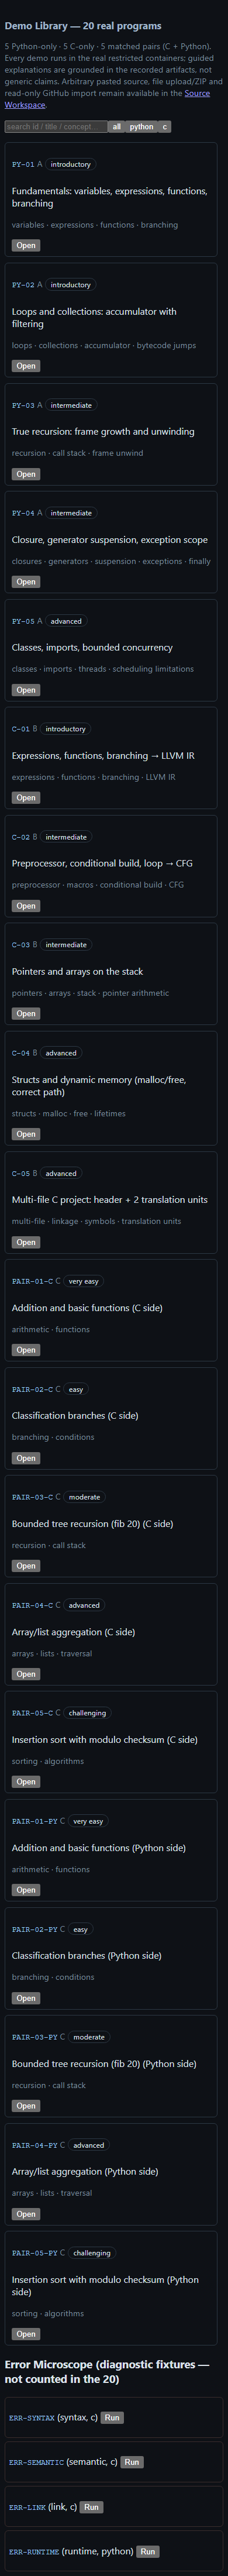 Demo Library — 20 real programs
5 Python-only · 5 C-only · 5 matched pairs (C + Python).
Every demo runs in the real restricted containers; guided
explanations are grounded in the recorded artifacts, not
generic claims. Arbitrary pasted source, file upload/ZIP and
read-only GitHub import remain available in the Source
Workspace.
search id / title / concept… all python c
PY-01 A introductory
Fundamentals: variables, expressions, functions,
branching
variables · expressions · functions · branching
Open
PY-02 A introductory
Loops and collections: accumulator with
filtering
loops · collections · accumulator · bytecode jumps
Open
PY-03 A intermediate
True recursion: frame growth and unwinding
recursion · call stack · frame unwind
Open
PY-04 A intermediate
Closure, generator suspension, exception scope
closures · generators · suspension · exceptions · finally
Open
PY-05 A advanced
Classes, imports, bounded concurrency
classes · imports · threads · scheduling limitations
Open
C-01 B introductory
Expressions, functions, branching → LLVM IR
expressions · functions · branching · LLVM IR
Open
C-02 B intermediate
Preprocessor, conditional build, loop → CFG
preprocessor · macros · conditional build · CFG
Open
C-03 B intermediate
Pointers and arrays on the stack
pointers · arrays · stack · pointer arithmetic
Open
C-04 B advanced
Structs and dynamic memory (malloc/free,
correct path)
structs · malloc · free · lifetimes
Open
C-05 B advanced
Multi-file C project: header + 2 translation units
multi-file · linkage · symbols · translation units
Open
PAIR-01-C C very easy
Addition and basic functions (C side)
arithmetic · functions
Open
PAIR-02-C C easy
Classification branches (C side)
branching · conditions
Open
PAIR-03-C C moderate
Bounded tree recursion (fib 20) (C side)
recursion · call stack
Open
PAIR-04-C C advanced
Array/list aggregation (C side)
arrays · lists · traversal
Open
PAIR-05-C C challenging
Insertion sort with modulo checksum (C side)
sorting · algorithms
Open
PAIR-01-PY C very easy
Addition and basic functions (Python side)
arithmetic · functions
Open
PAIR-02-PY C easy
Classification branches (Python side)
branching · conditions
Open
PAIR-03-PY C moderate
Bounded tree recursion (fib 20) (Python side)
recursion · call stack
Open
PAIR-04-PY C advanced
Array/list aggregation (Python side)
arrays · lists · traversal
Open
PAIR-05-PY C challenging
Insertion sort with modulo checksum (Python
side)
sorting · algorithms
Open
Error Microscope (diagnostic fixtures —
not counted in the 20)
ERR-SYNTAX (syntax, c) Run
ERR-SEMANTIC (semantic, c) Run
ERR-LINK (link, c) Run
ERR-RUNTIME (runtime, python) Run